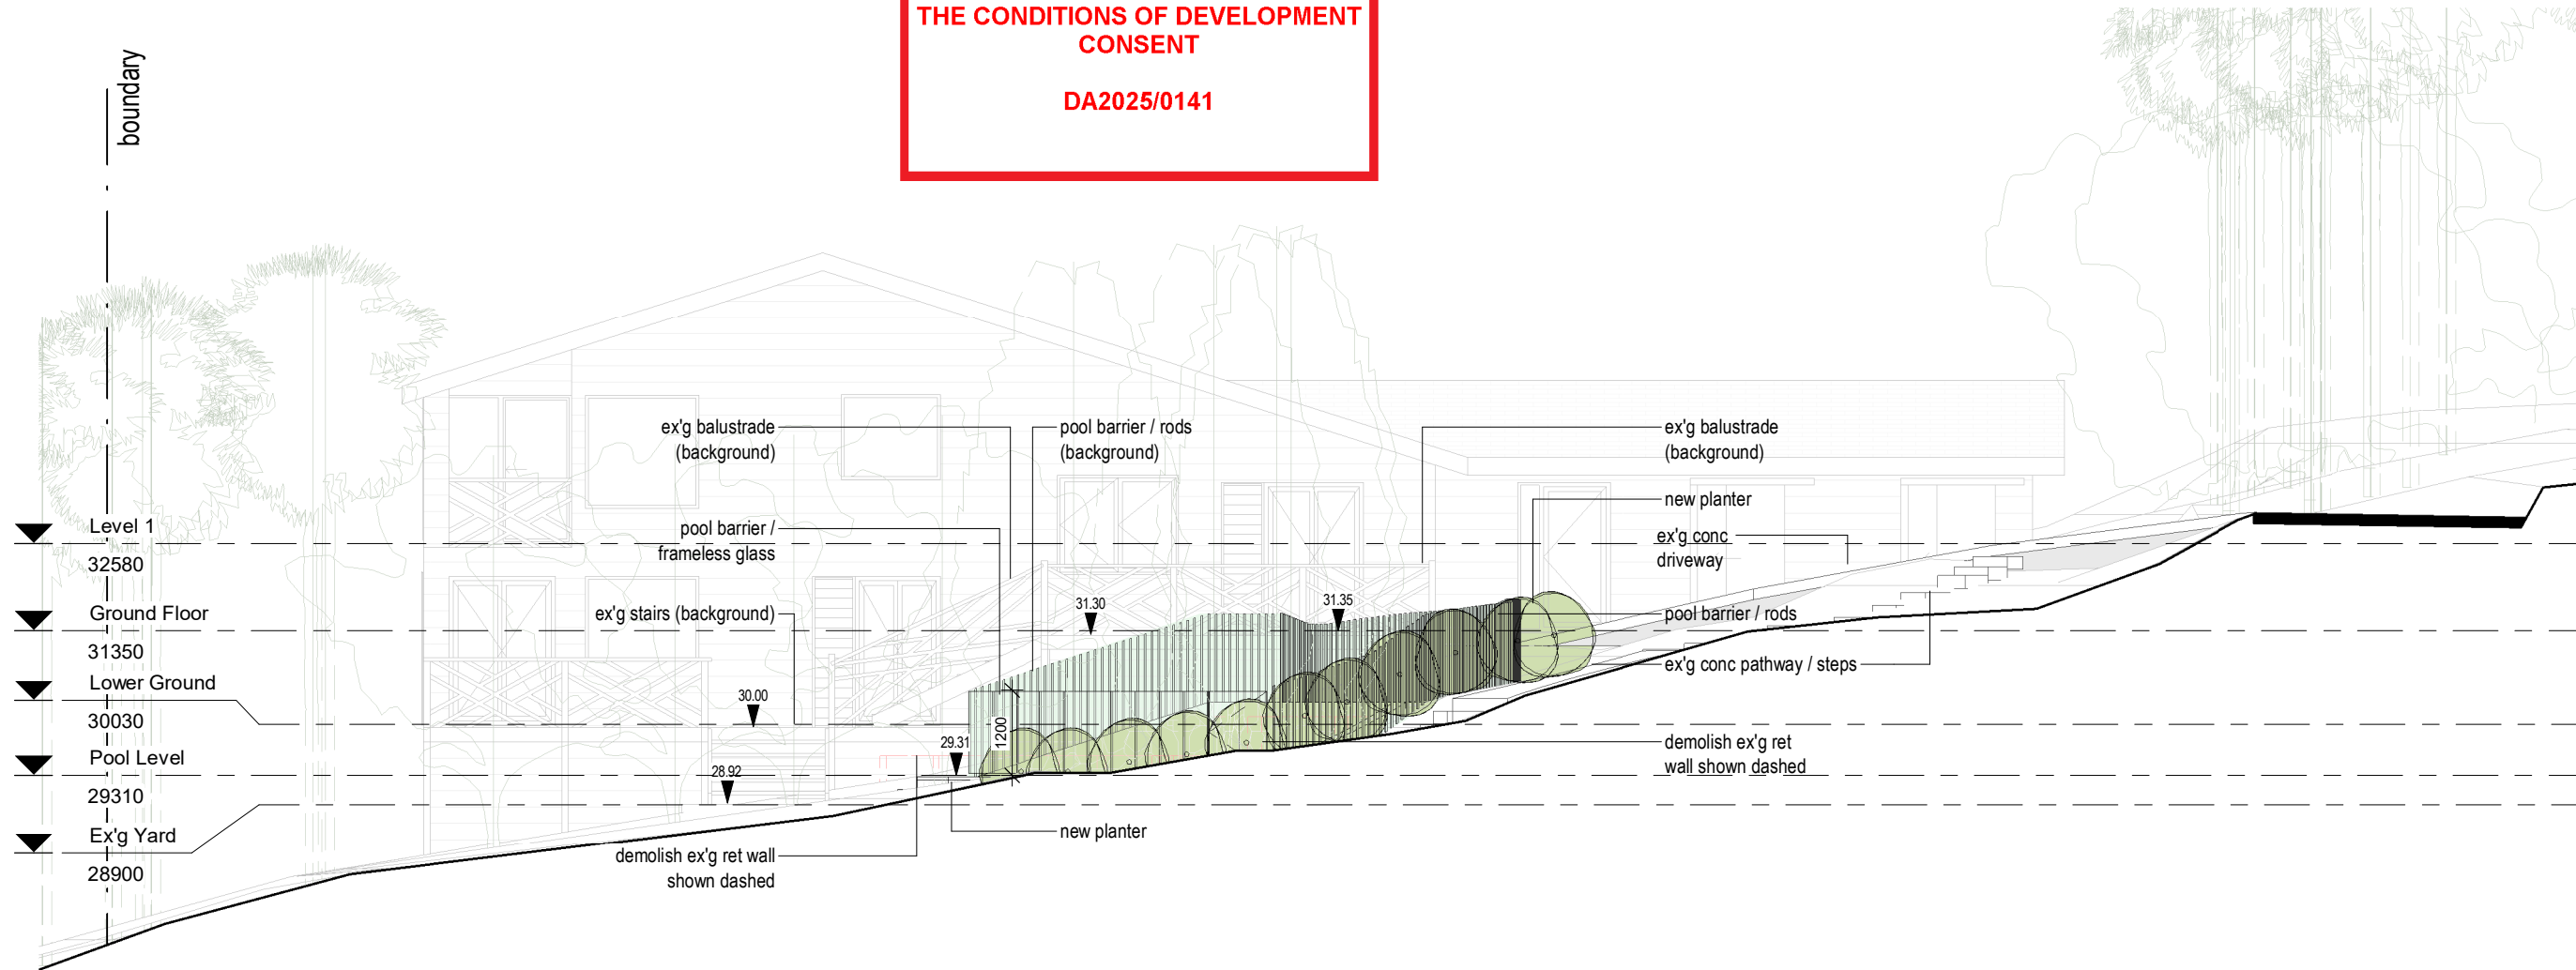 THE CONDITIONS OF DEVELOPMENT
CONSENT
DA2025/0141
boundary
ex'g balustrade
(background)
pool barrier / rods
(background)
ex'g balustrade
(background)
new planter
pool barrier /
frameless glass
ex'g conc
driveway
Level 1
32580
ex'g stairs (background)
31.30
31.35
pool barrier / rods
Ground Floor
31350
ex'g conc pathway / steps
Lower Ground
30030
30.00
1200
29.31
demolish ex'g ret
wall shown dashed
Pool Level
29310
28.92
Ex'g Yard
28900
new planter
demolish ex'g ret wall
shown dashed